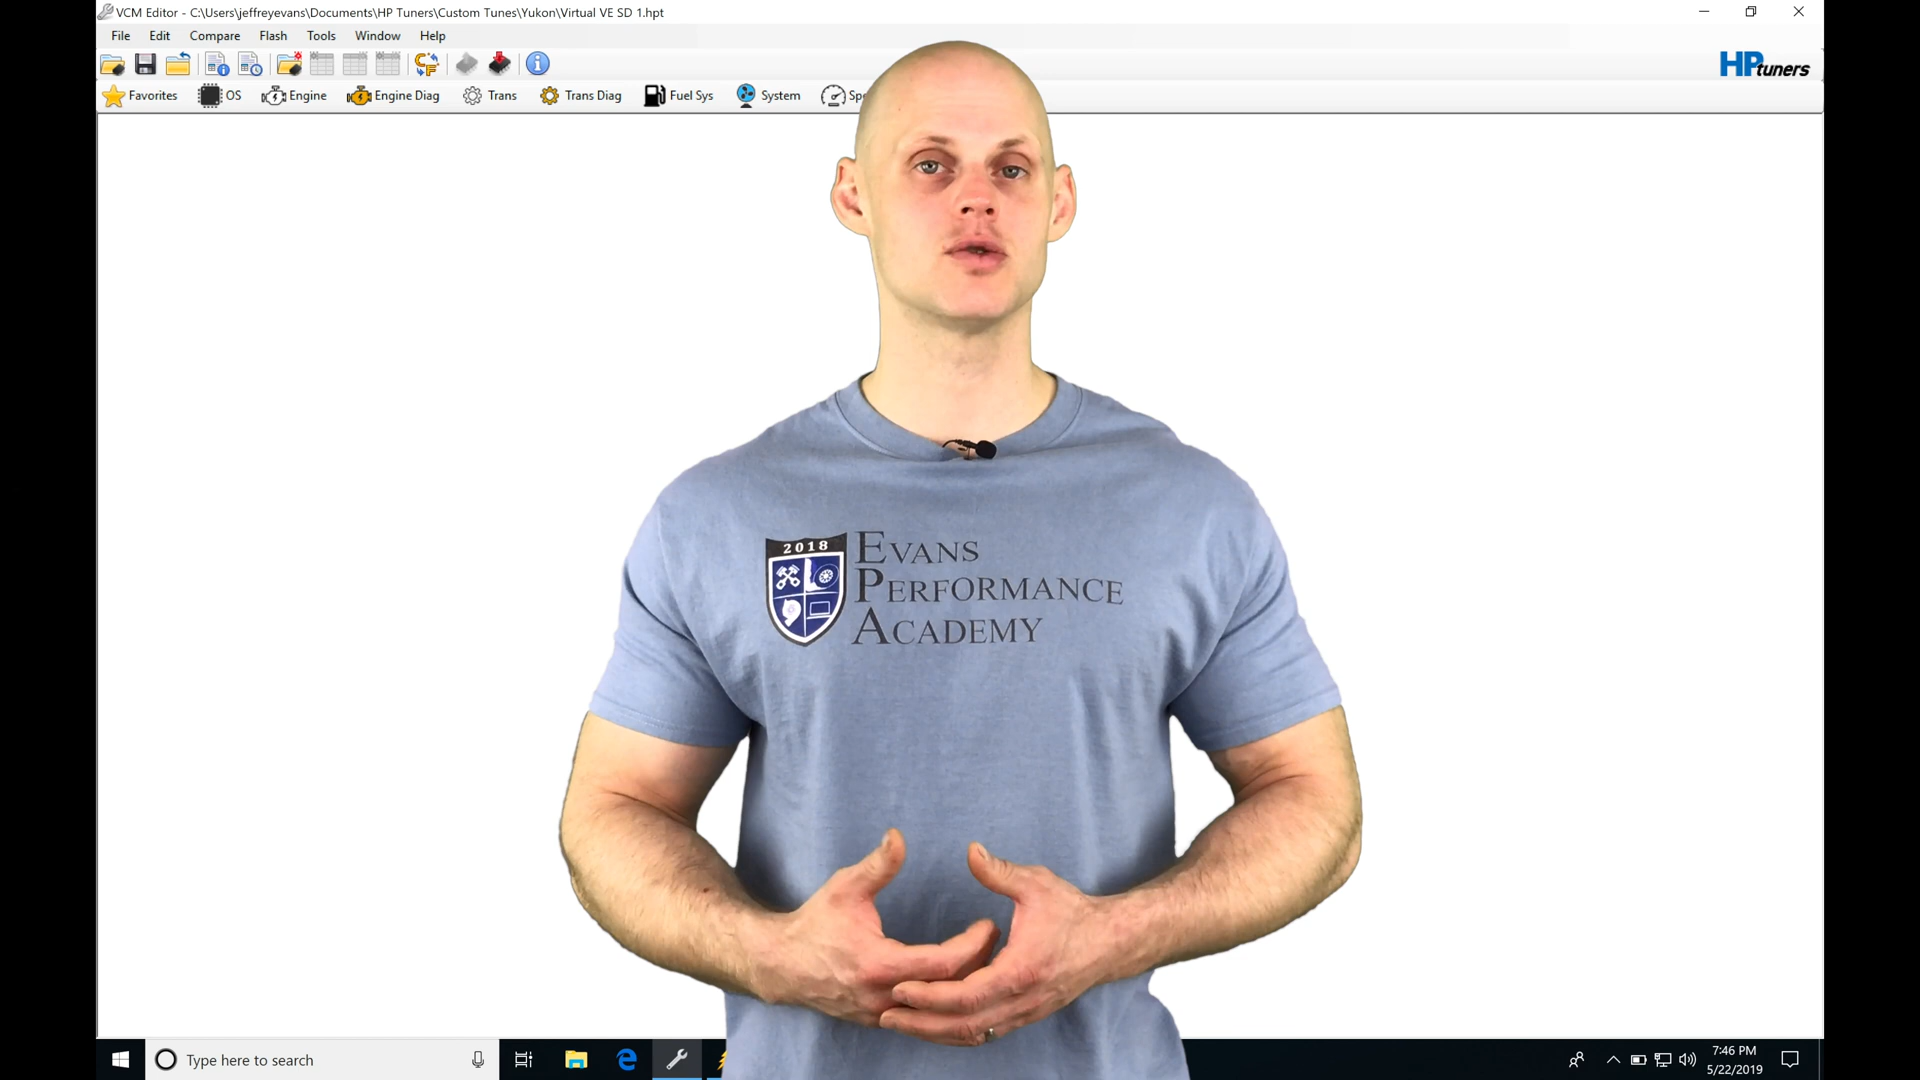 VCM Editor - C:\Users\jeffreyevans\Documents\HP Tuners\Custom Tunes\Yukon\Virtual VE SD 1.hpt
File Edit Compare Flash Tools Window Help
HPtuners
Favorites OS Engine Engine Diag Trans Trans Diag Fuel Sys System
2018
Evans
Performance
Academy
Type here to search
7:46 PM
5/22/2019